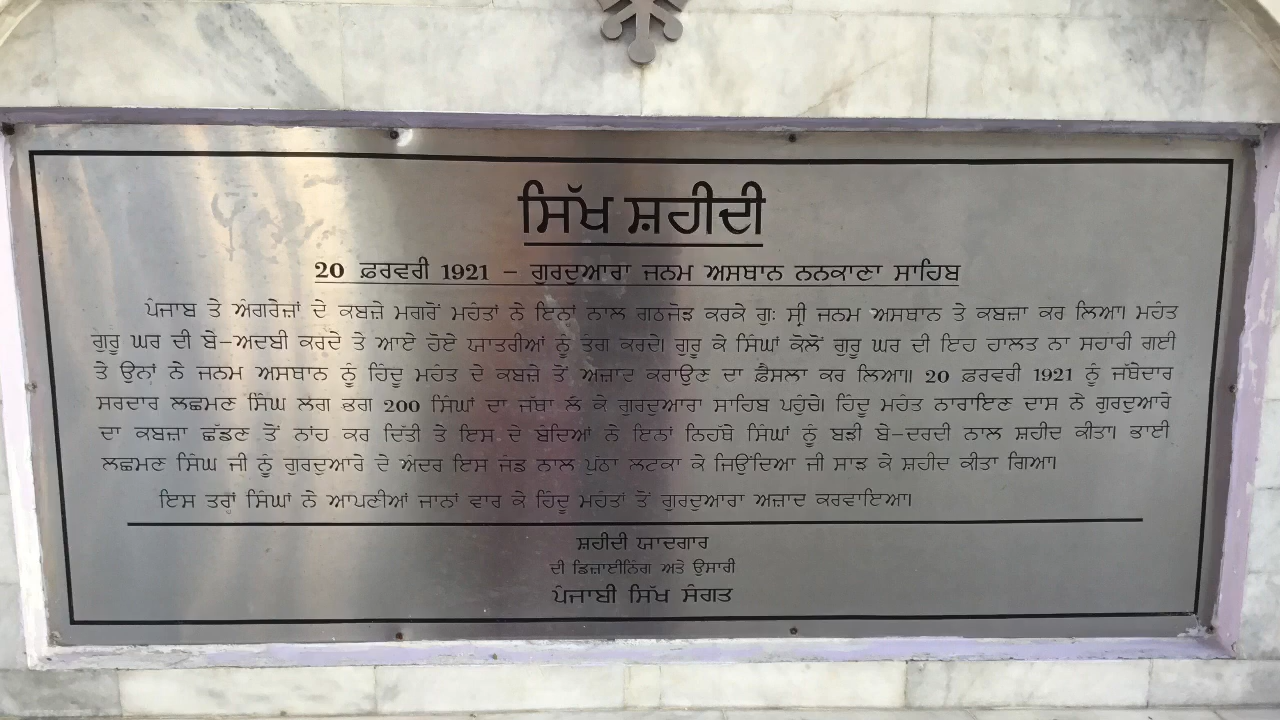 ਸਿੱਖ ਸ਼ਹੀਦੀ
20 ਫ਼ਰਵਰੀ 1921 – ਗੁਰਦੁਆਰਾ ਜਨਮ ਅਸਥਾਨ ਨਨਕਾਣਾ ਸਾਹਿਬ
ਪੰਜਾਬ ਤੇ ਅੰਗਰੇਜ਼ਾਂ ਦੇ ਕਬਜ਼ੇ ਮਗਰੋਂ ਮਹੰਤਾਂ ਨੇ ਇਨਾਂ ਨਾਲ ਗਠਜੋੜ ਕਰਕੇ ਗੁਃ ਸ੍ਰੀ ਜਨਮ ਅਸਥਾਨ ਤੇ ਕਬਜ਼ਾ ਕਰ ਲਿਆ। ਮਹੰਤ
ਗੁਰੂ ਘਰ ਦੀ ਬੇ-ਅਦਬੀ ਕਰਦੇ ਤੇ ਆਏ ਹੋਏ ਯਾਤਰੀਆਂ ਨੂੰ ਤੰਗ ਕਰਦੇ। ਗੁਰੂ ਕੇ ਸਿੰਘਾਂ ਕੋਲੋਂ ਗੁਰੂ ਘਰ ਦੀ ਇਹ ਹਾਲਤ ਨਾ ਸਹਾਰੀ ਗਈ
ਤੇ ਉਨਾਂ ਨੇ ਜਨਮ ਅਸਥਾਨ ਨੂੰ ਹਿੰਦੂ ਮਹੰਤ ਦੇ ਕਬਜ਼ੇ ਤੋਂ ਅਜ਼ਾਦ ਕਰਾਉਣ ਦਾ ਫ਼ੈਸਲਾ ਕਰ ਲਿਆ॥ 20 ਫ਼ਰਵਰੀ 1921 ਨੂੰ ਜੱਥੇਦਾਰ
ਸਰਦਾਰ ਲਛਮਣ ਸਿੰਘ ਲਗ ਭਗ 200 ਸਿੰਘਾਂ ਦਾ ਜੱਥਾ ਲੈ ਕੇ ਗੁਰਦੁਆਰਾ ਸਾਹਿਬ ਪਹੁੰਚੇ। ਹਿੰਦੂ ਮਹੰਤ ਨਾਰਾਇਣ ਦਾਸ ਨੇ ਗੁਰਦੁਆਰੇ
ਦਾ ਕਬਜ਼ਾ ਛੱਡਣ ਤੋਂ ਨਾਂਹ ਕਰ ਦਿੱਤੀ ਤੇ ਇਸ ਦੇ ਬੰਦਿਆਂ ਨੇ ਇਨਾਂ ਨਿਹੱਥੇ ਸਿੰਘਾਂ ਨੂੰ ਬੜੀ ਬੇ-ਦਰਦੀ ਨਾਲ ਸ਼ਹੀਦ ਕੀਤਾ। ਭਾਈ
ਲਛਮਣ ਸਿੰਘ ਜੀ ਨੂੰ ਗੁਰਦੁਆਰੇ ਦੇ ਅੰਦਰ ਇਸ ਜੰਡ ਨਾਲ ਪੁੱਠਾ ਲਟਕਾ ਕੇ ਜਿਉਂਦਿਆ ਜੀ ਸਾੜ ਕੇ ਸ਼ਹੀਦ ਕੀਤਾ ਗਿਆ।
ਇਸ ਤਰ੍ਹਾਂ ਸਿੰਘਾਂ ਨੇ ਆਪਣੀਆਂ ਜਾਨਾਂ ਵਾਰ ਕੇ ਹਿੰਦੂ ਮਹੰਤਾਂ ਤੋਂ ਗੁਰਦੁਆਰਾ ਅਜ਼ਾਦ ਕਰਵਾਇਆ।
ਸ਼ਹੀਦੀ ਯਾਦਗਾਰ
ਦੀ ਡਿਜ਼ਾਈਨਿੰਗ ਅਤੇ ਉਸਾਰੀ
ਪੰਜਾਬੀ ਸਿੱਖ ਸੰਗਤ